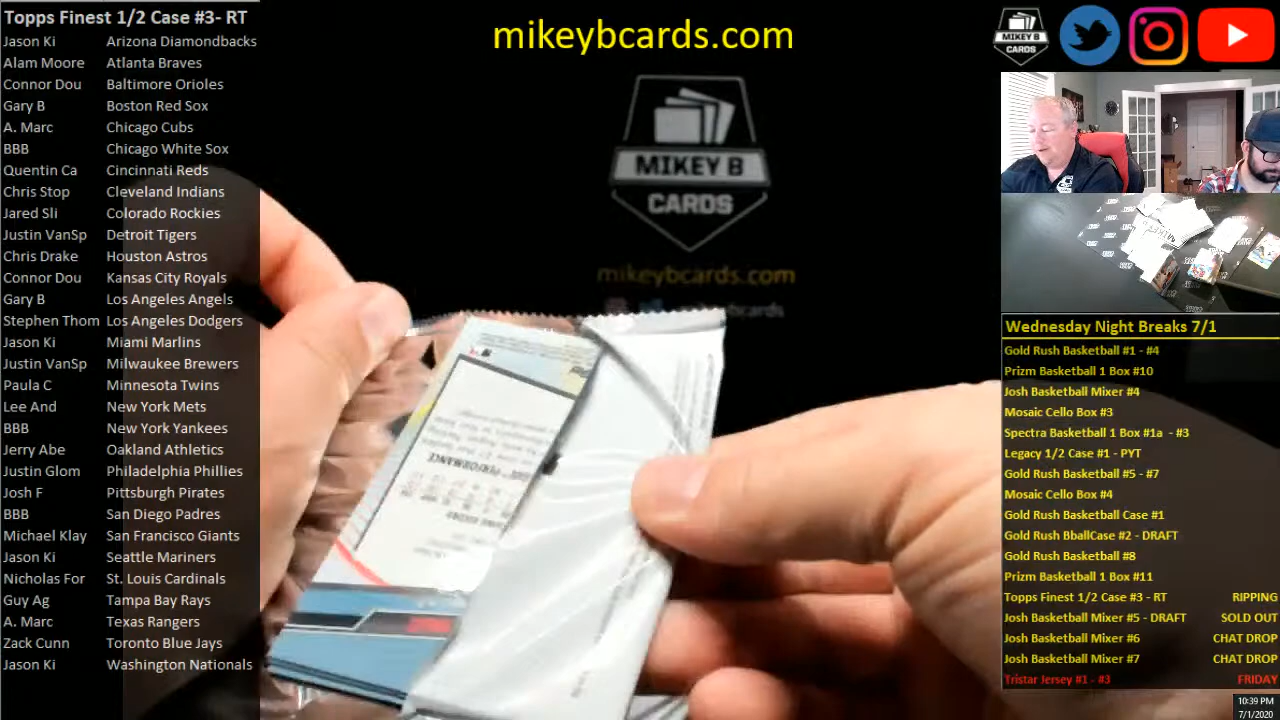 Topps Finest 1/2 Case #3- RT
Jason Ki Arizona Diamondbacks
Alam Moore Atlanta Braves
Connor Dou Baltimore Orioles
Gary B Boston Red Sox
A. Marc Chicago Cubs
BBB Chicago White Sox
Quentin Ca Cincinnati Reds
Chris Stop Cleveland Indians
Jared Sli Colorado Rockies
Justin VanSp Detroit Tigers
Chris Drake Houston Astros
Connor Dou Kansas City Royals
Gary B Los Angeles Angels
Stephen Thom Los Angeles Dodgers
Jason Ki Miami Marlins
Justin VanSp Milwaukee Brewers
Paula C Minnesota Twins
Lee And New York Mets
BBB New York Yankees
Jerry Abe Oakland Athletics
Justin Glom Philadelphia Phillies
Josh F Pittsburgh Pirates
BBB San Diego Padres
Michael Klay San Francisco Giants
Jason Ki Seattle Mariners
Nicholas For St. Louis Cardinals
Guy Ag Tampa Bay Rays
A. Marc Texas Rangers
Zack Cunn Toronto Blue Jays
Jason Ki Washington Nationals
mikeybcards.com
MIKEY B
CARDS
mikeybcards.com
PERFORMANCE
MIKEY B
CARDS
Wednesday Night Breaks 7/1
Gold Rush Basketball #1 - #4
Prizm Basketball 1 Box #10
Josh Basketball Mixer #4
Mosaic Cello Box #3
Spectra Basketball 1 Box #1a - #3
Legacy 1/2 Case #1 - PYT
Gold Rush Basketball #5 - #7
Mosaic Cello Box #4
Gold Rush Basketball Case #1
Gold Rush BballCase #2 - DRAFT
Gold Rush Basketball #8
Prizm Basketball 1 Box #11
Topps Finest 1/2 Case #3 - RT RIPPING
Josh Basketball Mixer #5 - DRAFT SOLD OUT
Josh Basketball Mixer #6 CHAT DROP
Josh Basketball Mixer #7 CHAT DROP
Tristar Jersey #1 - #3 FRIDAY
10:39 PM
7/1/2020